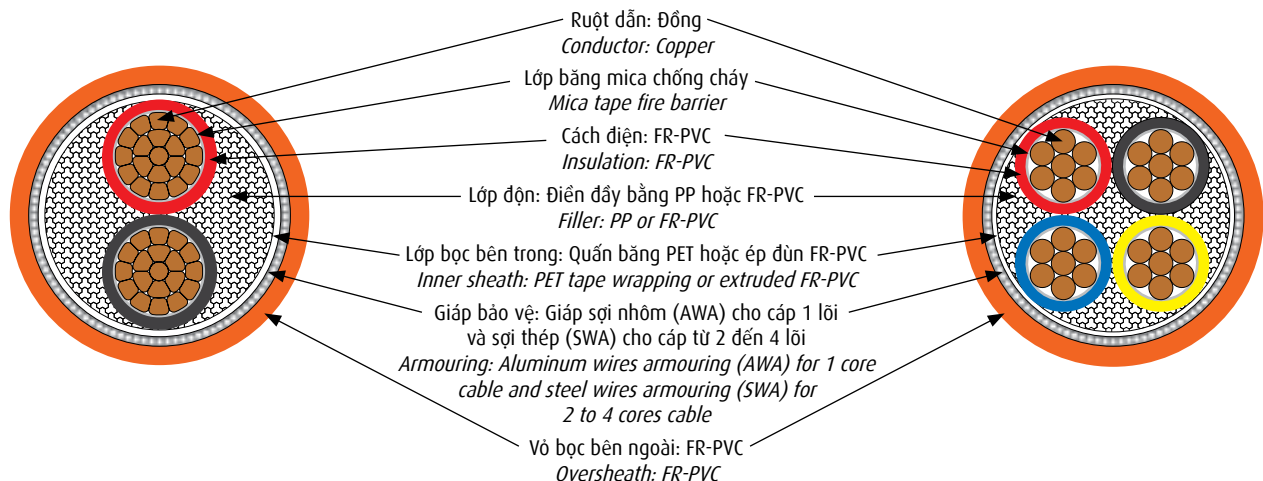 Ruột dẫn: Đồng
Conductor: Copper
Lớp băng mica chống cháy
Mica tape fire barrier
Cách điện: FR-PVC
Insulation: FR-PVC
Lớp độn: Điền đầy bằng PP hoặc FR-PVC
Filler: PP or FR-PVC
Lớp bọc bên trong: Quấn băng PET hoặc ép đùn FR-PVC
Inner sheath: PET tape wrapping or extruded FR-PVC
Giáp bảo vệ: Giáp sợi nhôm (AWA) cho cáp 1 lõi
và sợi thép (SWA) cho cáp từ 2 đến 4 lõi
Armouring: Aluminum wires armouring (AWA) for 1 core
cable and steel wires armouring (SWA) for
2 to 4 cores cable
Vỏ bọc bên ngoài: FR-PVC
Oversheath: FR-PVC